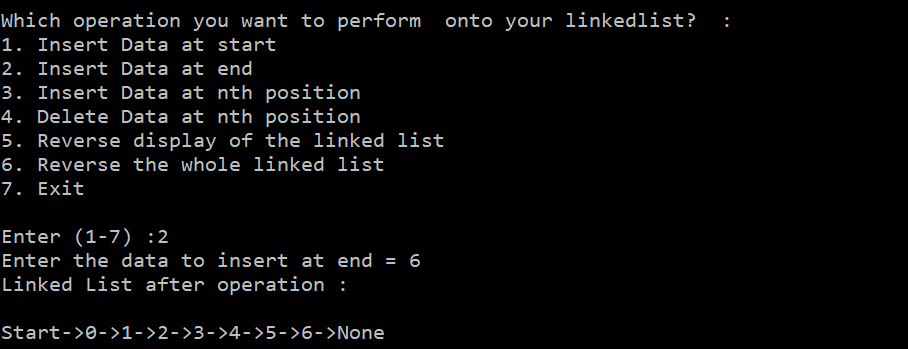 Which operation you want to perform  onto your linkedlist?  :
1. Insert Data at start
2. Insert Data at end
3. Insert Data at nth position
4. Delete Data at nth position
5. Reverse display of the linked list
6. Reverse the whole linked list
7. Exit
Enter (1-7) :2
Enter the data to insert at end = 6
Linked List after operation :
Start->0->1->2->3->4->5->6->None